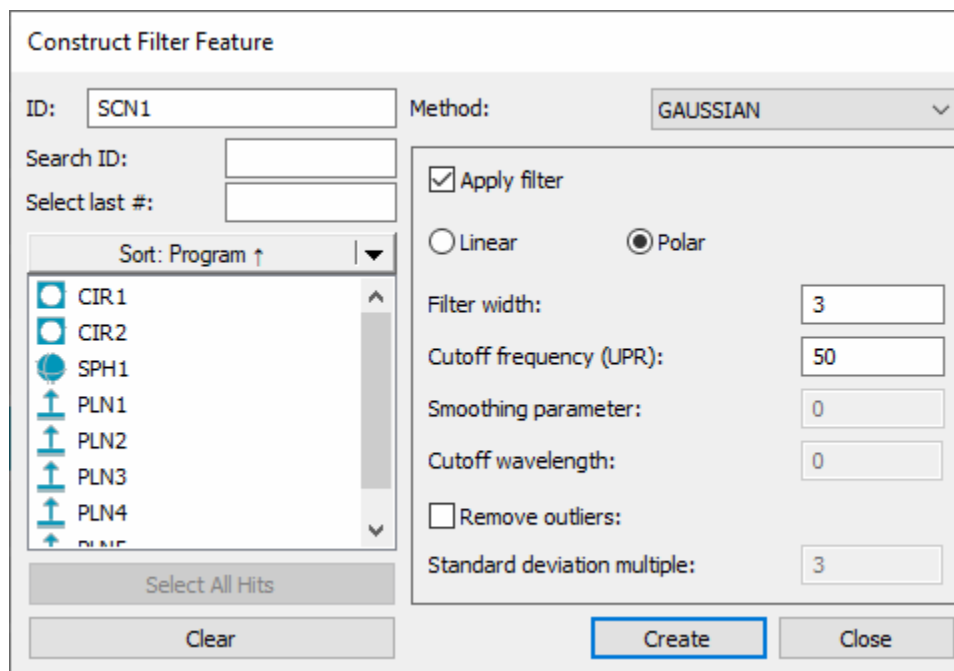 Construct Filter Feature
ID: SCN1
Search ID:
Select last #:
Sort: Program ↑
CIR1
CIR2
SPH1
PLN1
PLN2
PLN3
PLN4
PLN5
Select All Hits
Clear
Method: GAUSSIAN
Apply filter
Linear Polar
Filter width: 3
Cutoff frequency (UPR): 50
Smoothing parameter: 0
Cutoff wavelength: 0
Remove outliers:
Standard deviation multiple: 3
Create Close